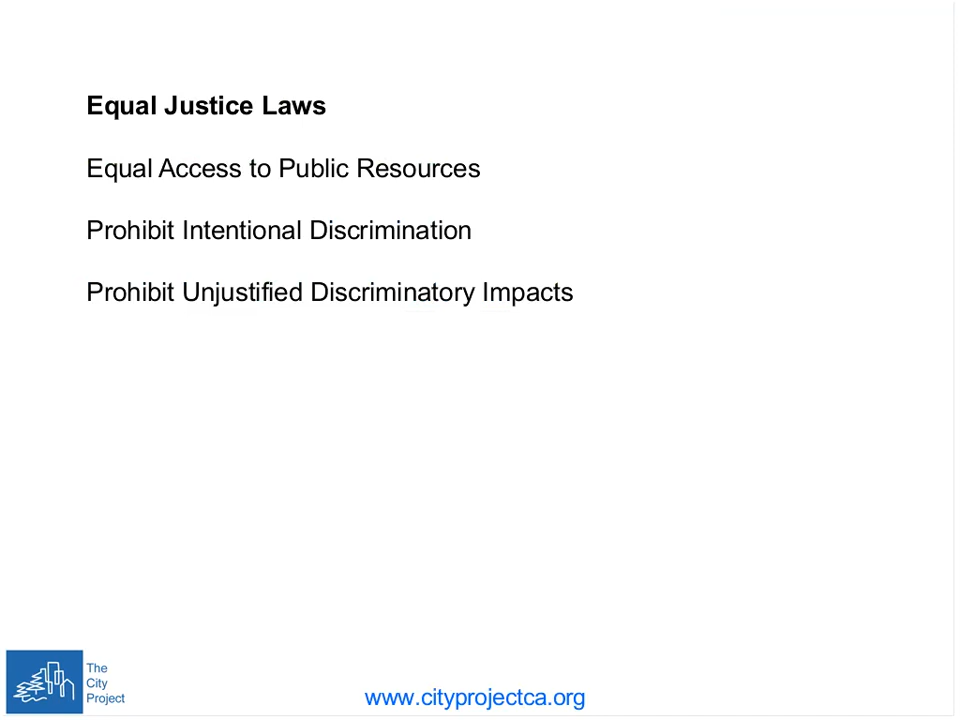 Equal Justice Laws
Equal Access to Public Resources
Prohibit Intentional Discrimination
Prohibit Unjustified Discriminatory Impacts
The
City
Project
www.cityprojectca.org